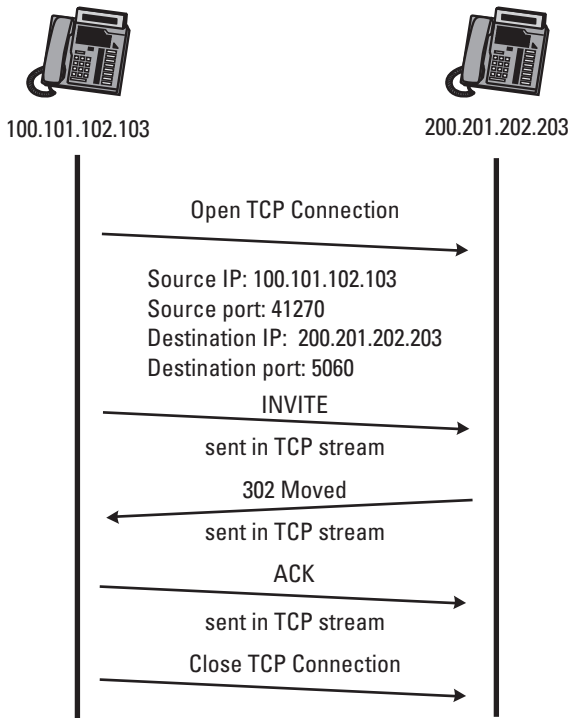 100.101.102.103
200.201.202.203
Open TCP Connection
Source IP: 100.101.102.103
Source port: 41270
Destination IP: 200.201.202.203
Destination port: 5060
INVITE
sent in TCP stream
302 Moved
sent in TCP stream
ACK
sent in TCP stream
Close TCP Connection